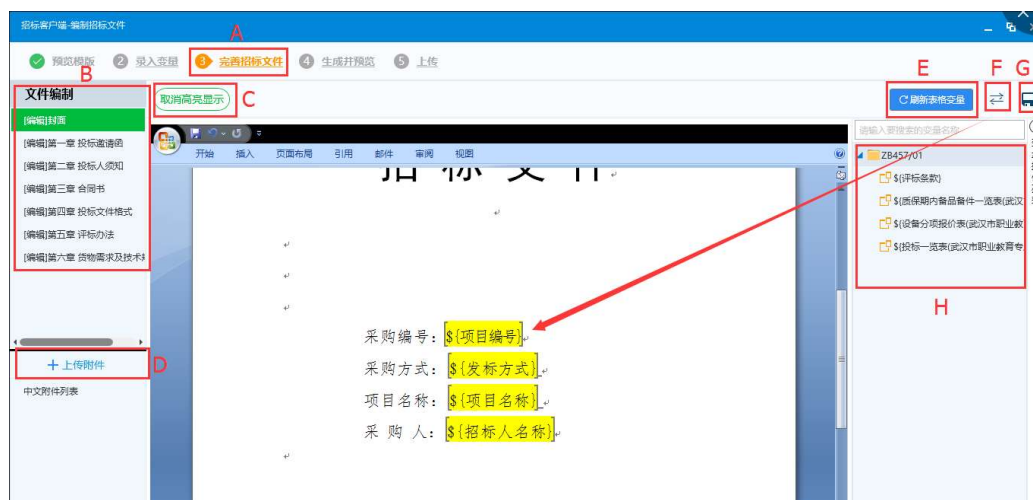 招标客户端-编制招标文件
A
预览模版 2 录入变量 3 完善招标文件 4 生成并预览 5 上传
B
E F G
文件编制
取消高亮显示
C
刷新表格变量
[编辑]封面
[编辑]第一章 投标邀请函
[编辑]第二章 投标人须知
[编辑]第三章 合同书
[编辑]第四章 投标文件格式
[编辑]第五章 评标办法
[编辑]第六章 货物需求及技术
开始 插入 页面布局 引用 邮件 审阅 视图
请输入要搜索的变量名称
ZB457/01
${评标条款}
${质保期内备品备件一览表(武汉
${设备分项报价表(武汉市职业教
${投标一览表(武汉市职业教育专
H
招标文件
采购编号：${项目编号}
采购方式：${发标方式}
项目名称：${项目名称}
采 购 人：${招标人名称}
上传附件
D
中文附件列表